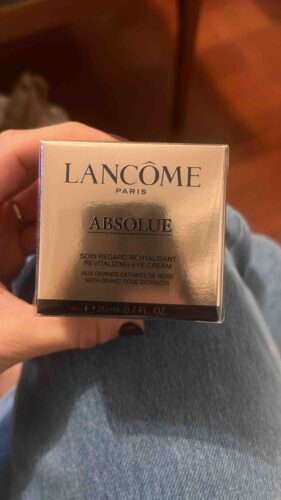 LANCÔME
PARIS
ABSOLUE
SOIN REGARD REVITALISANT
REVITALIZING EYE CREAM
AUX GRANDS EXTRAITS DE ROSE
WITH GRAND ROSE EXTRACTS
℮ 20 ml 0.7 FL. OZ.